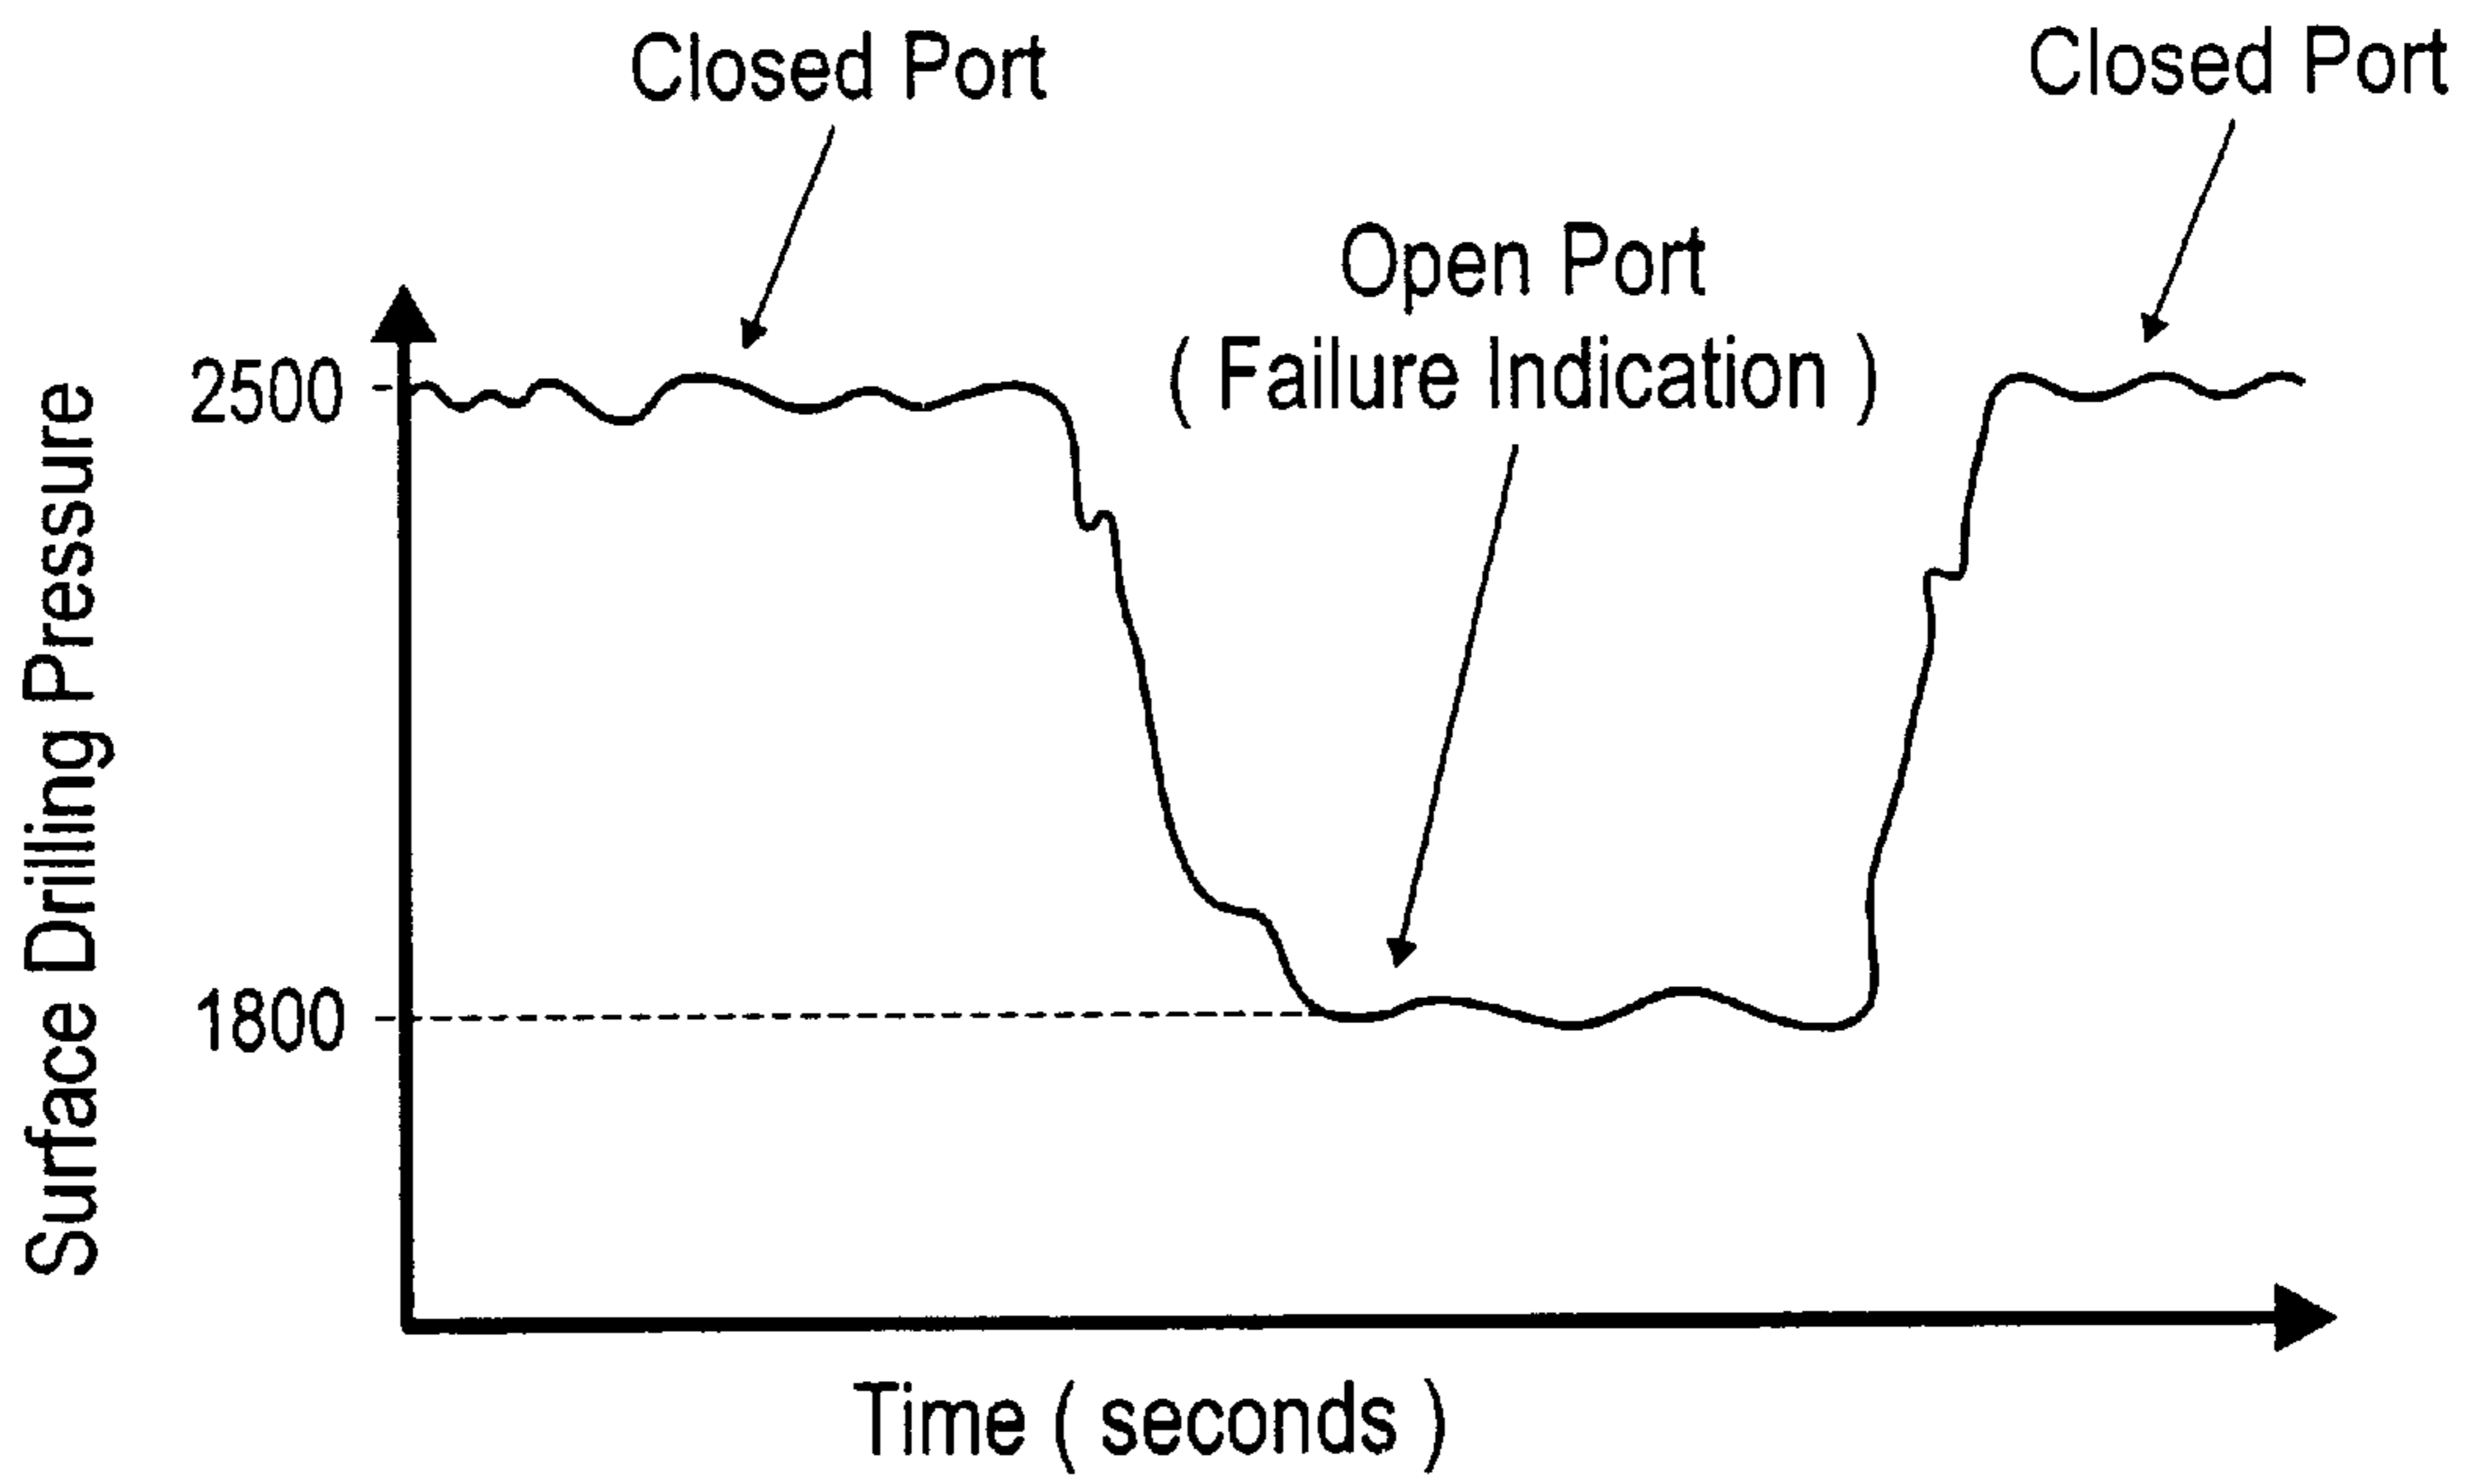 Closed Port
Closed Port
Open Port
( Failure Indication )
2500
1800
Surface Drilling Pressure
Time ( seconds )